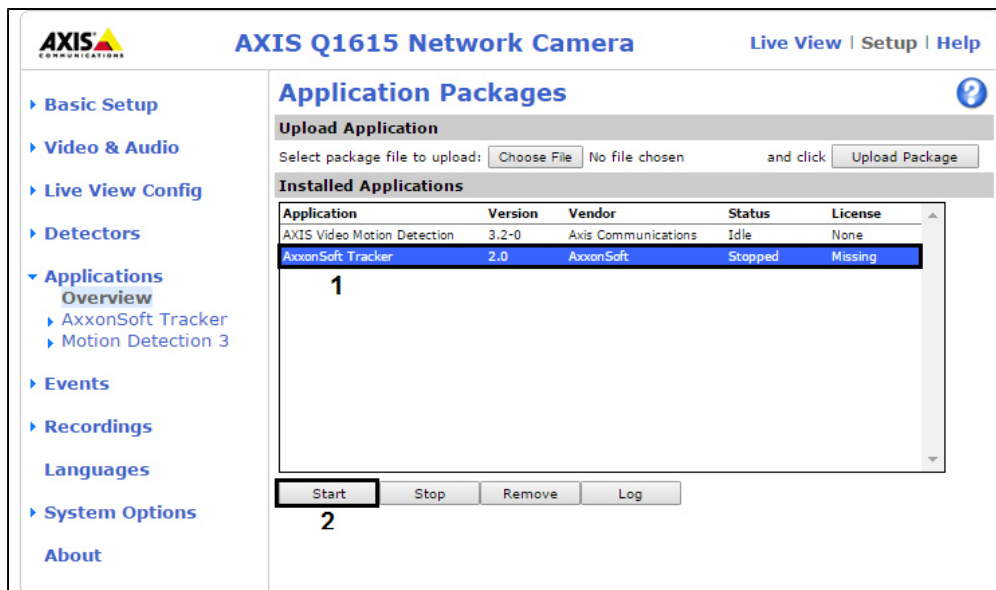 AXIS
COMMUNICATIONS
AXIS Q1615 Network Camera
Live View | Setup | Help
Basic Setup
Video & Audio
Live View Config
Detectors
Applications
Overview
AxxonSoft Tracker
Motion Detection 3
Events
Recordings
Languages
System Options
About
Application Packages
?
Upload Application
Select package file to upload: Choose File No file chosen and click Upload Package
Installed Applications
Application Version Vendor Status License
AXIS Video Motion Detection 3.2-0 Axis Communications Idle None
AxxonSoft Tracker 2.0 AxxonSoft Stopped Missing
1
Start Stop Remove Log
2